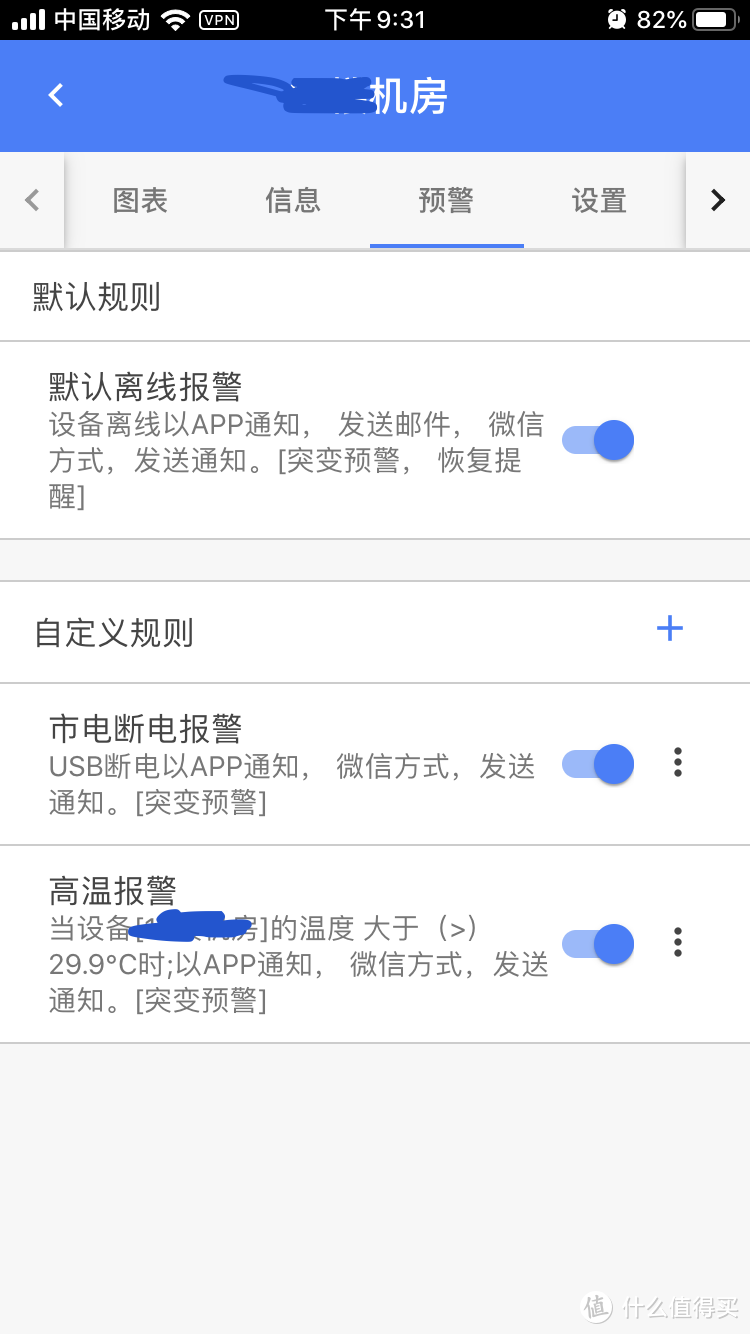 中国移动 VPN 下午9:31 82%
机房
图表 信息 预警 设置
默认规则
默认离线报警
设备离线以APP通知， 发送邮件， 微信
方式，发送通知。[突变预警， 恢复提
醒]
自定义规则
市电断电报警
USB断电以APP通知， 微信方式，发送
通知。[突变预警]
高温报警
当设备[1房]的温度 大于（>）
29.9°C时;以APP通知， 微信方式，发送
通知。[突变预警]
值 什么值得买